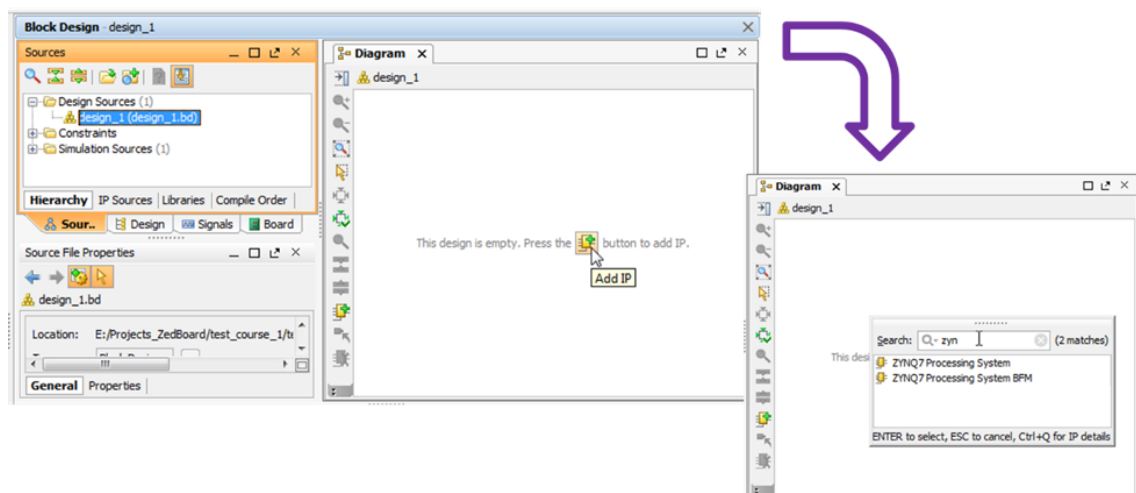 Block Design - design_1
Sources
Design Sources (1)
design_1 (design_1.bd)
Constraints
Simulation Sources (1)
Hierarchy IP Sources Libraries Compile Order
Sour.. Design Signals Board
Source File Properties
design_1.bd
Location: E:/Projects_ZedBoard/test_course_1/tu
General Properties
Diagram
design_1
This design is empty. Press the button to add IP.
Add IP
Diagram
design_1
This desi
Search: zyn (2 matches)
ZYNQ7 Processing System
ZYNQ7 Processing System BFM
ENTER to select, ESC to cancel, Ctrl+Q for IP details